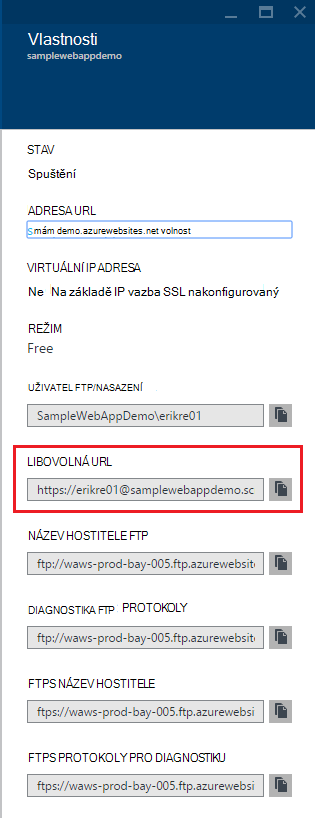 Vlastnosti
samplewebappdemo
STAV
Spuštění
ADRESA URL
s mám demo.azurewebsites.net volnost
VIRTUÁLNÍ IP ADRESA
Ne Na základě IP vazba SSL nakonfigurovaný
REŽIM
Free
UŽIVATEL FTP/NASAZENÍ
SampleWebAppDemo\erikre01
LIBOVOLNÁ URL
https://erikre01@samplewebappdemo.sc
NÁZEV HOSTITELE FTP
ftp://waws-prod-bay-005.ftp.azurewebsite
DIAGNOSTIKA FTP PROTOKOLY
ftp://waws-prod-bay-005.ftp.azurewebsite
FTPS NÁZEV HOSTITELE
ftps://waws-prod-bay-005.ftp.azurewebsi
FTPS PROTOKOLY PRO DIAGNOSTIKU
ftps://waws-prod-bay-005.ftp.azurewebsi